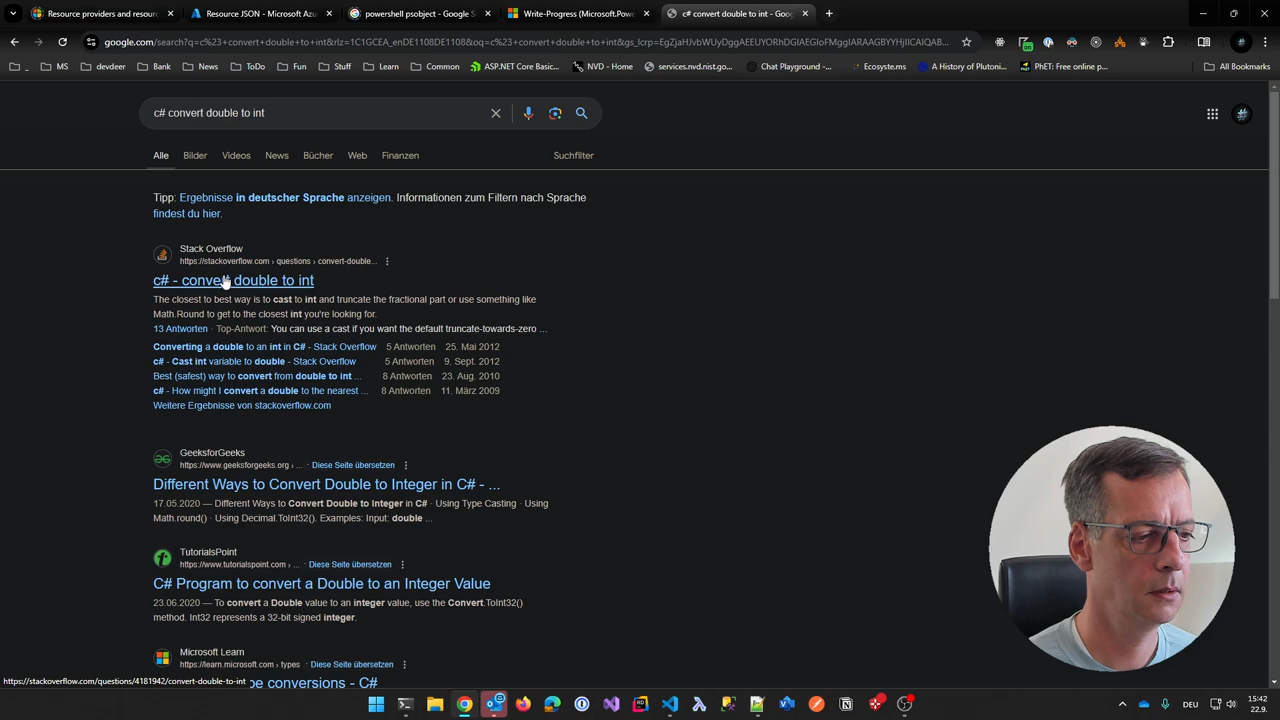 Resource providers and resour
Resource JSON - Microsoft Azu
powershell psobject - Google S
Write-Progress (Microsoft.Pow
c# convert double to int - Goo
google.com/search?q=c%23+convert+double+to+int&rlz=1C1GCEA_enDE1108DE1108&oq=c%23+convert+double+to+int&gs_lcrp=
on
MS
devdeer
Bank
News
ToDo
Fun
Stuff
Learn
Common
ASP.NET Core Basic...
NVD - Home
services.nvd.nist.go...
Chat Playground -...
Ecosyste.ms
A History of Plutoni...
PhET: Free online p...
All Bookmarks
c# convert double to int
Alle
Bilder
Videos
News
Bücher
Web
Finanzen
Suchfilter
Tipp: Ergebnisse in deutscher Sprache anzeigen. Informationen zum Filtern nach Sprache
findest du hier.
Stack Overflow
https://stackoverflow.com › questions › convert-double...
c# - convert double to int
The closest to best way is to cast to int and truncate the fractional part or use something like
Math.Round to get to the closest int you're looking for.
13 Antworten · Top-Antwort: You can use a cast if you want the default truncate-towards-zero ...
Converting a double to an int in C# - Stack Overflow 5 Antworten 25. Mai 2012
c# - Cast int variable to double - Stack Overflow 5 Antworten 9. Sept. 2012
Best (safest) way to convert from double to int ... 8 Antworten 23. Aug. 2010
c# - How might I convert a double to the nearest ... 8 Antworten 11. März 2009
Weitere Ergebnisse von stackoverflow.com
GeeksforGeeks
https://www.geeksforgeeks.org › ... · Diese Seite übersetzen
Different Ways to Convert Double to Integer in C# - ...
17.05.2020 — Different Ways to Convert Double to Integer in C# · Using Type Casting · Using
Math.round() · Using Decimal.ToInt32(). Examples: Input: double ...
TutorialsPoint
https://www.tutorialspoint.com › ... · Diese Seite übersetzen
C# Program to convert a Double to an Integer Value
23.06.2020 — To convert a Double value to an integer value, use the Convert.ToInt32()
method. Int32 represents a 32-bit signed integer.
Microsoft Learn
https://learn.microsoft.com › types · Diese Seite übersetzen
pe conversions - C#
https://stackoverflow.com/questions/4181942/convert-double-to-int
DEU
15:42
22.9.